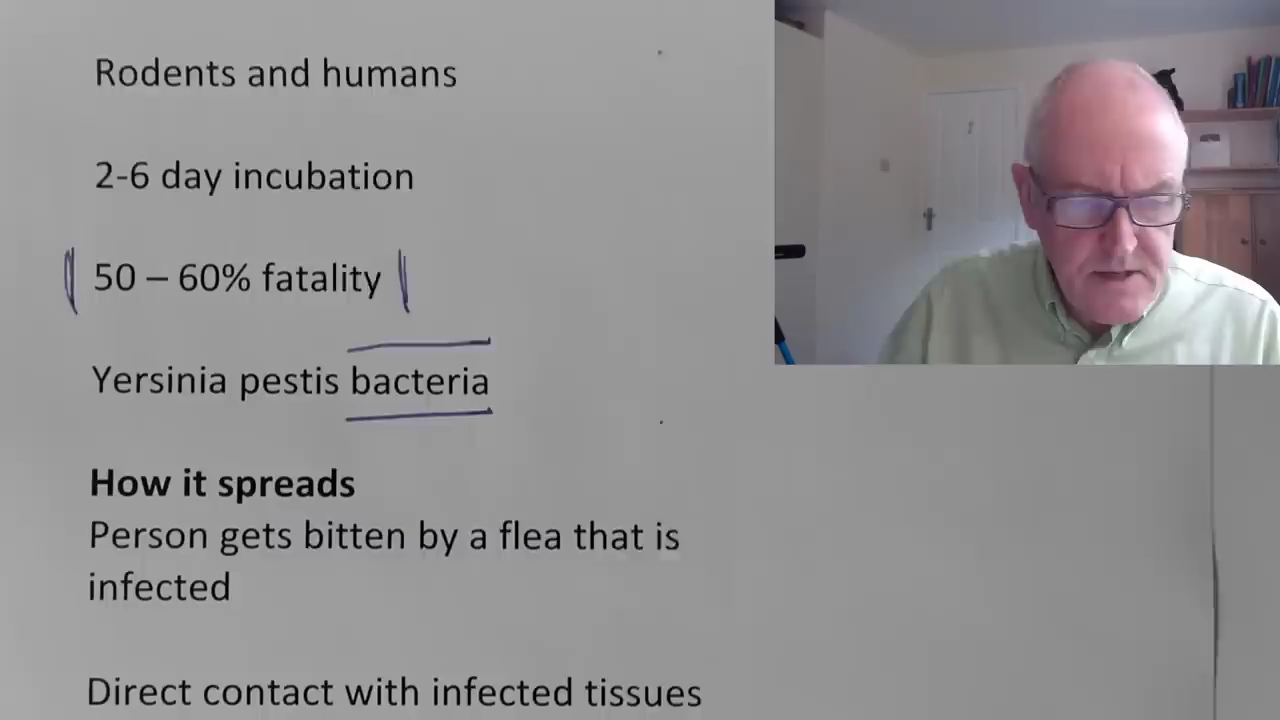 Rodents and humans
2-6 day incubation
50 – 60% fatality
Yersinia pestis bacteria
How it spreads
Person gets bitten by a flea that is
infected
Direct contact with infected tissues